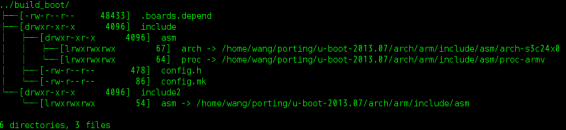 ../build_boot/
├──[-rw-r--r--    48433]  .boards.depend
├──[drwxr-xr-x     4096]  include
│   ├──[drwxr-xr-x     4096]  asm
│   │   ├──[lrwxrwxrwx       67]  arch -> /home/wang/porting/u-boot-2013.07/arch/arm/include/asm/arch-s3c24x0
│   │   └──[lrwxrwxrwx       64]  proc -> /home/wang/porting/u-boot-2013.07/arch/arm/include/asm/proc-armv
│   ├──[-rw-r--r--      478]  config.h
│   └──[-rw-r--r--       86]  config.mk
└──[drwxr-xr-x     4096]  include2
    └──[lrwxrwxrwx       54]  asm -> /home/wang/porting/u-boot-2013.07/arch/arm/include/asm
6 directories, 3 files